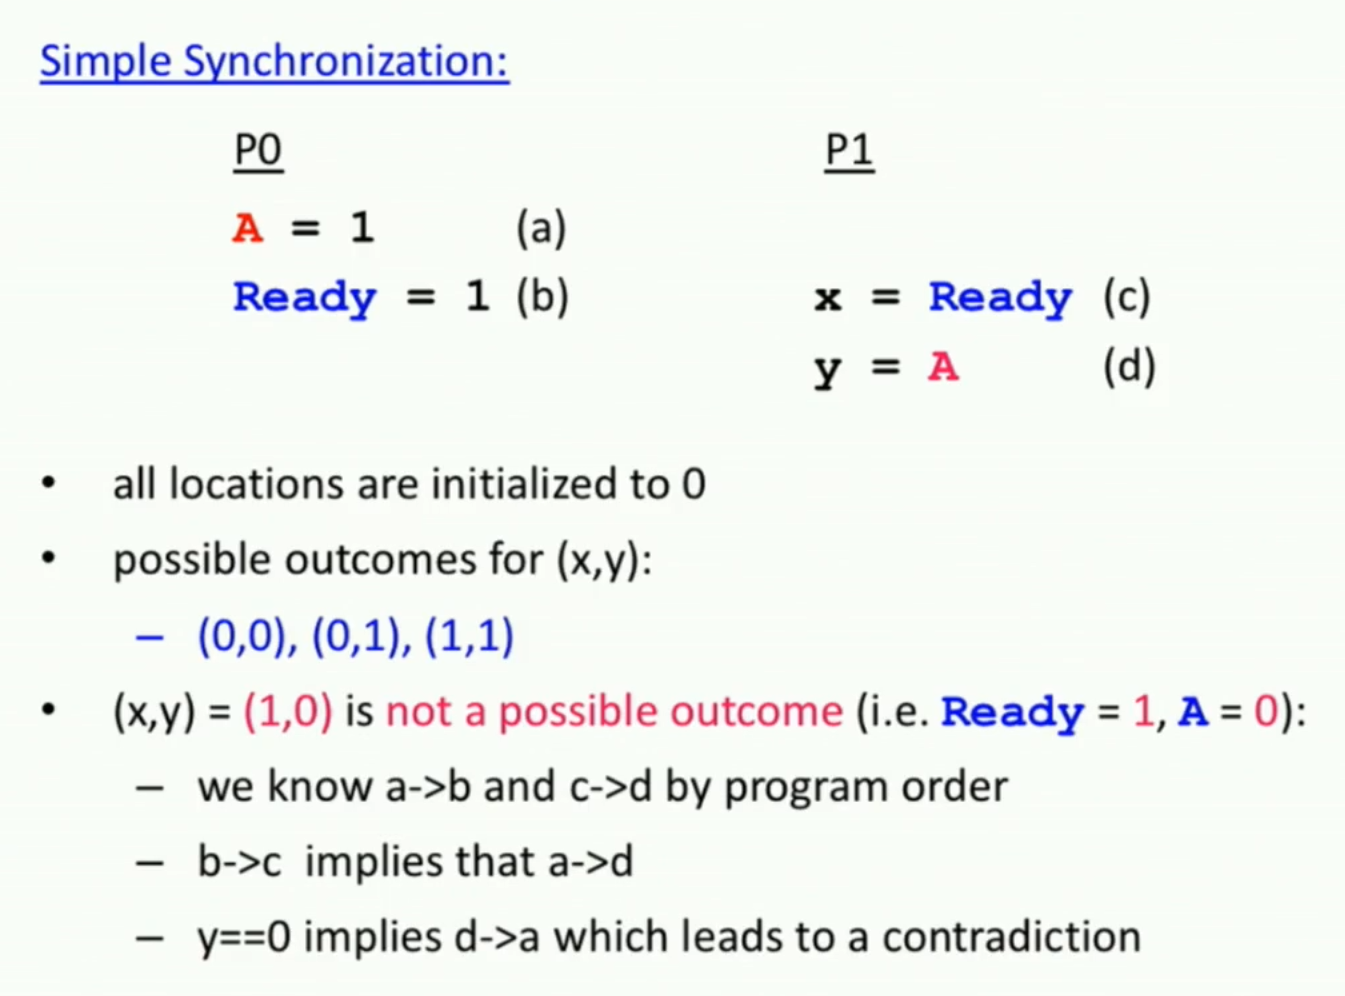 Simple Synchronization:
P0 P1
A = 1 (a)
Ready = 1 (b) x = Ready (c)
y = A (d)
• all locations are initialized to 0
• possible outcomes for (x,y):
– (0,0), (0,1), (1,1)
• (x,y) = (1,0) is not a possible outcome (i.e. Ready = 1, A = 0):
– we know a->b and c->d by program order
– b->c implies that a->d
– y==0 implies d->a which leads to a contradiction